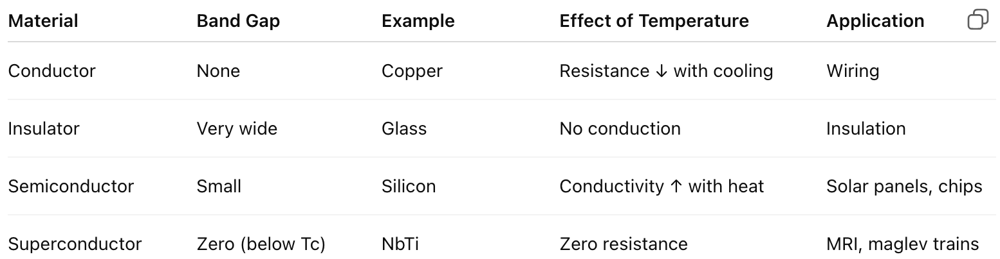 Material Band Gap Example Effect of Temperature Application
Conductor None Copper Resistance ↓ with cooling Wiring
Insulator Very wide Glass No conduction Insulation
Semiconductor Small Silicon Conductivity ↑ with heat Solar panels, chips
Superconductor Zero (below Tc) NbTi Zero resistance MRI, maglev trains